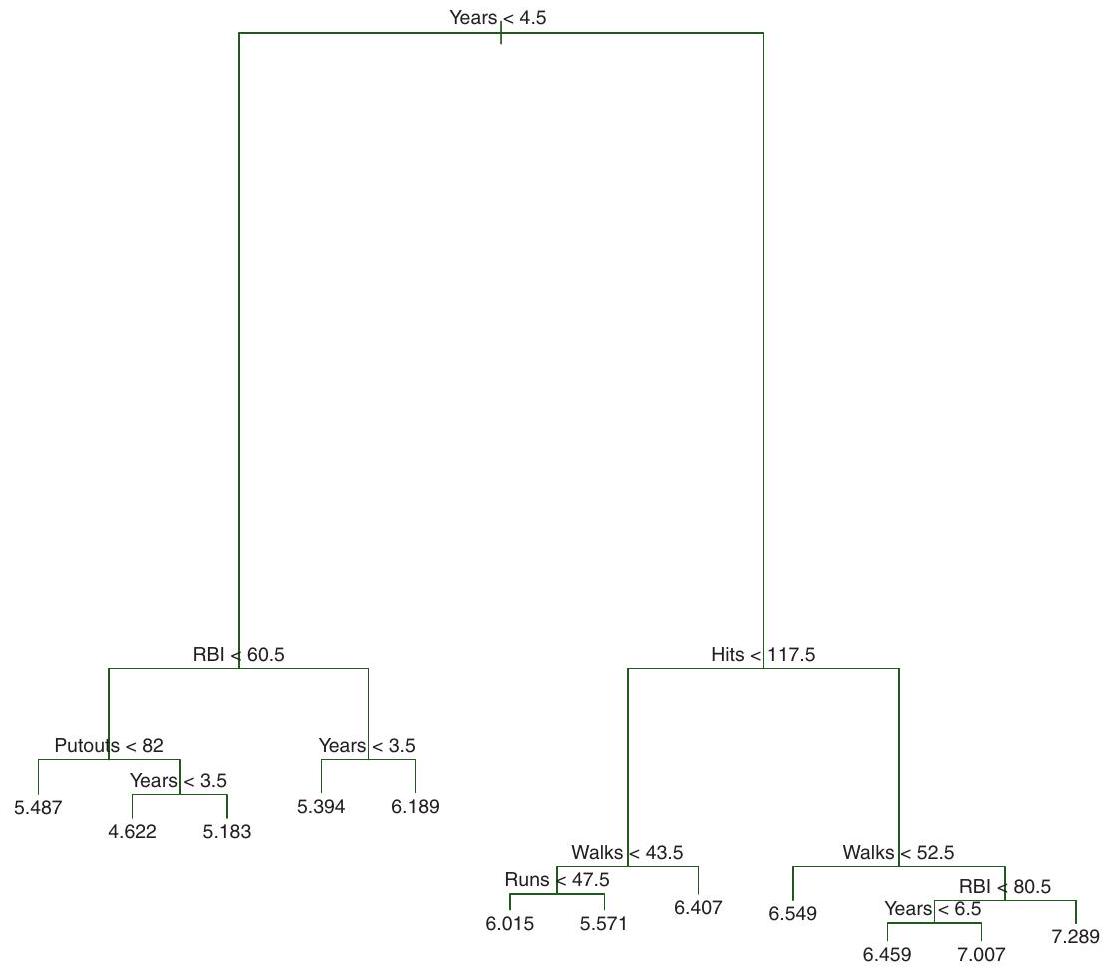 Years < 4.5
RBI < 60.5
Hits < 117.5
Putouts < 82
Years < 3.5
Years < 3.5
5.487
4.622
5.183
5.394
6.189
Walks < 43.5
Walks < 52.5
Runs < 47.5
RBI < 80.5
Years < 6.5
6.015
5.571
6.407
6.549
6.459
7.007
7.289